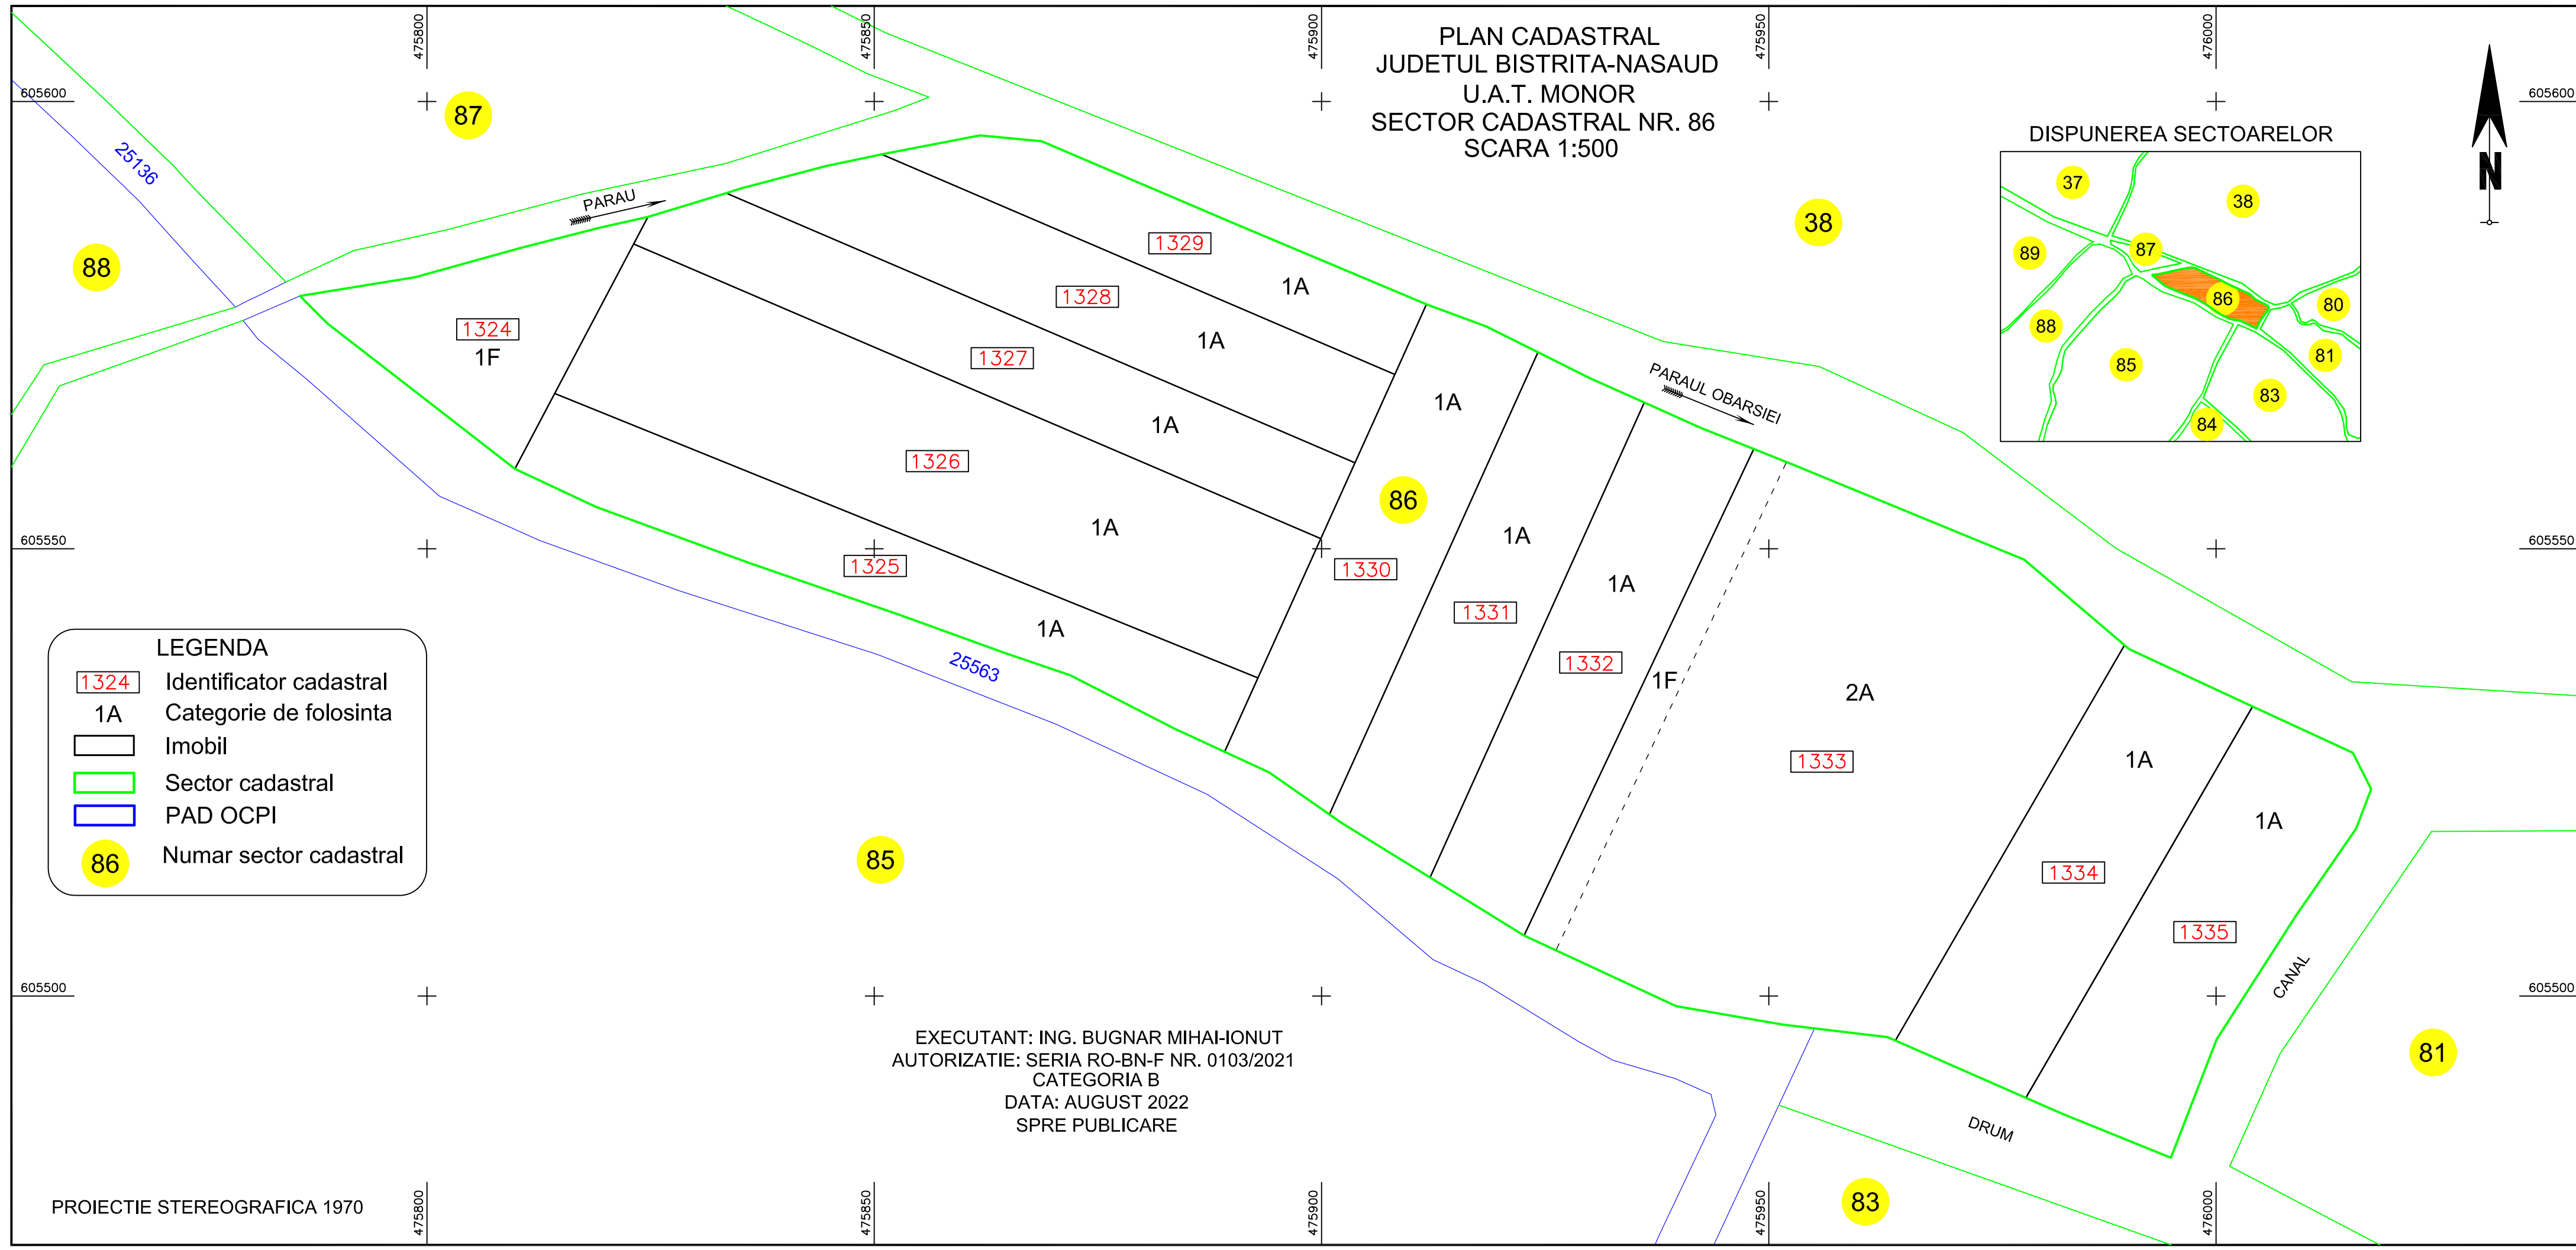 475800
475850
475900
475950
476000
PLAN CADASTRAL
JUDETUL BISTRITA-NASAUD
U.A.T. MONOR
SECTOR CADASTRAL NR. 86
SCARA 1:500
605600
605600
87
25136
88
PARAU
38
DISPUNEREA SECTOARELOR
37
38
89
87
86
80
88
81
85
83
84
N
1329
1A
1328
1A
1324
1F
1327
1A
1326
1A
1325
1A
PARAUL OBARSIEI
1A
86
1330
1A
1331
1A
1332
1F
2A
1333
1A
1334
1A
1335
605550
605550
25563
LEGENDA
1324 Identificator cadastral
1A Categorie de folosinta
Imobil
Sector cadastral
PAD OCPI
86 Numar sector cadastral
85
CANAL
605500
605500
EXECUTANT: ING. BUGNAR MIHAI-IONUT
AUTORIZATIE: SERIA RO-BN-F NR. 0103/2021
CATEGORIA B
DATA: AUGUST 2022
SPRE PUBLICARE
81
DRUM
83
PROIECTIE STEREOGRAFICA 1970
475800
475850
475900
475950
476000